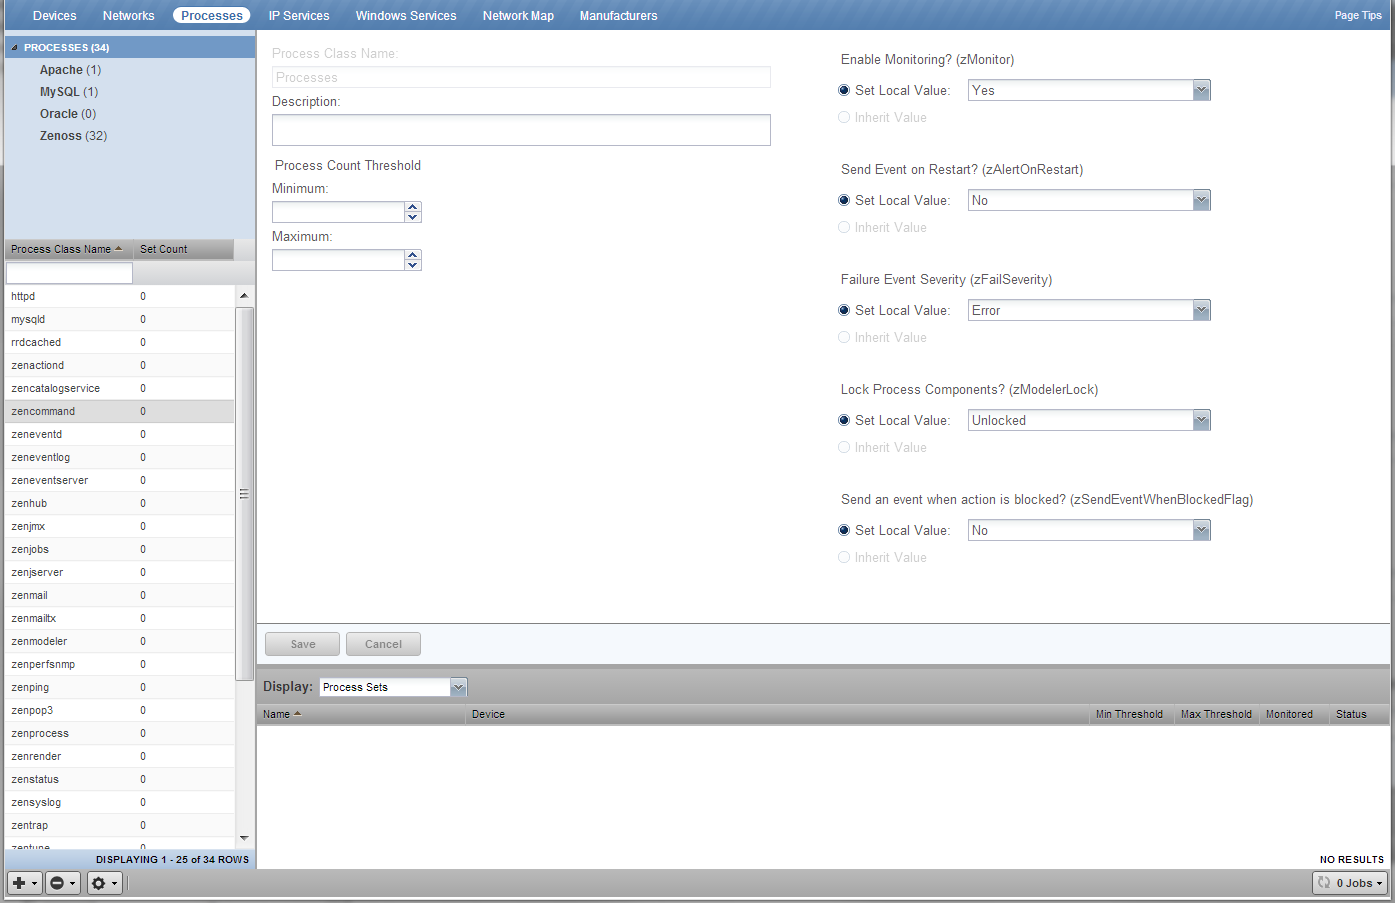 Devices Networks Processes IP Services Windows Services Network Map Manufacturers Page Tips
PROCESSES (34)
Apache (1)
MySQL (1)
Oracle (0)
Zenoss (32)
Process Class Name Set Count
httpd 0
mysqld 0
rrdcached 0
zenactiond 0
zencatalogservice 0
zencommand 0
zeneventd 0
zeneventlog 0
zeneventserver 0
zenhub 0
zenjmx 0
zenjobs 0
zenjserver 0
zenmail 0
zenmailtx 0
zenmodeler 0
zenperfsnmp 0
zenping 0
zenpop3 0
zenprocess 0
zenrender 0
zenstatus 0
zensyslog 0
zentrap 0
zentune 0
DISPLAYING 1 - 25 of 34 ROWS
Process Class Name:
Processes
Description:
Process Count Threshold
Minimum:
Maximum:
Enable Monitoring? (zMonitor)
Set Local Value: Yes
Inherit Value
Send Event on Restart? (zAlertOnRestart)
Set Local Value: No
Inherit Value
Failure Event Severity (zFailSeverity)
Set Local Value: Error
Inherit Value
Lock Process Components? (zModelerLock)
Set Local Value: Unlocked
Inherit Value
Send an event when action is blocked? (zSendEventWhenBlockedFlag)
Set Local Value: No
Inherit Value
Save Cancel
Display: Process Sets
Name Device Min Threshold Max Threshold Monitored Status
NO RESULTS
0 Jobs